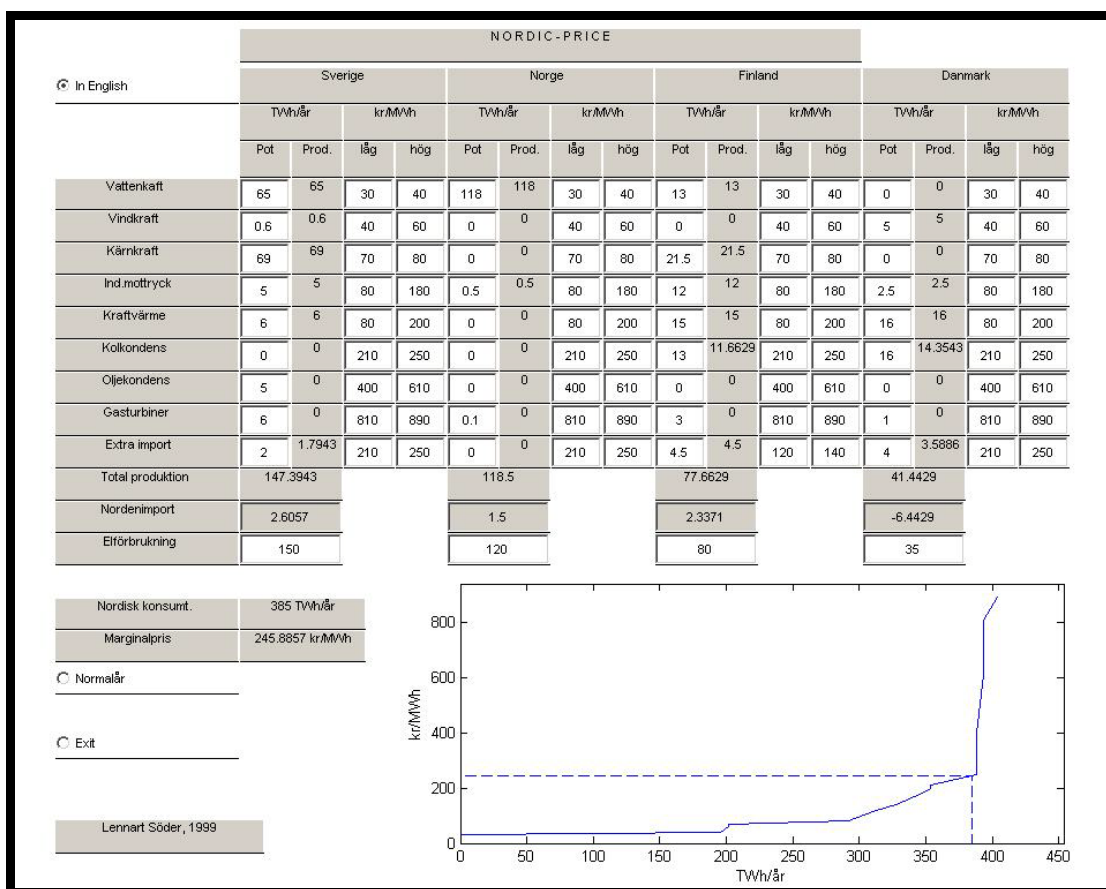 NORDIC-PRICE
In English
Sverige Norge Finland Danmark
TWh/år kr/MWh TWh/år kr/MWh TWh/år kr/MWh TWh/år kr/MWh
Pot Prod. låg hög Pot Prod. låg hög Pot Prod. låg hög Pot Prod. låg hög
Vattenkaft 65 65 30 40 118 118 30 40 13 13 30 40 0 0 30 40
Vindkraft 0.6 0.6 40 60 0 0 40 60 0 0 40 60 5 5 40 60
Kärnkraft 69 69 70 80 0 0 70 80 21.5 21.5 70 80 0 0 70 80
Ind.mottryck 5 5 80 180 0.5 0.5 80 180 12 12 80 180 2.5 2.5 80 180
Kraftvärme 6 6 80 200 0 0 80 200 15 15 80 200 16 16 80 200
Kolkondens 0 0 210 250 0 0 210 250 13 11.6629 210 250 16 14.3543 210 250
Oljekondens 5 0 400 610 0 0 400 610 0 0 400 610 0 0 400 610
Gasturbiner 6 0 810 890 0.1 0 810 890 3 0 810 890 1 0 810 890
Extra import 2 1.7943 210 250 0 0 210 250 4.5 4.5 120 140 4 3.5886 210 250
Total produktion 147.3943 118.5 77.6629 41.4429
Nordenimport 2.6057 1.5 2.3371 -6.4429
Elförbrukning 150 120 80 35
Nordisk konsumt. 385 TWh/år
Marginalpris 245.8857 kr/MWh
Normalår
Exit
Lennart Söder, 1999
800
600
400
200
0
kr/MWh
0 50 100 150 200 250 300 350 400 450
TWh/år